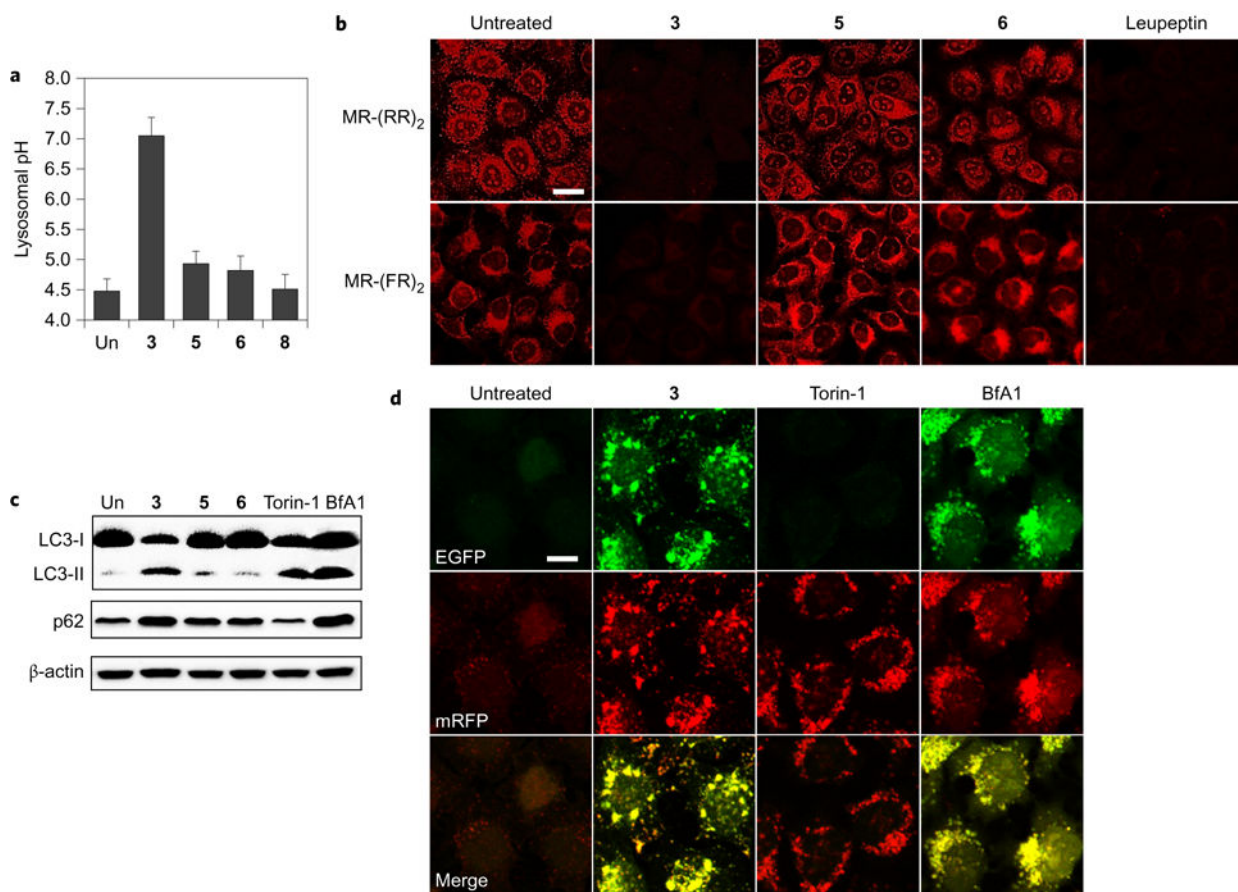 a
Lysosomal pH
8.0
7.5
7.0
6.5
6.0
5.5
5.0
4.5
4.0
Un 3 5 6 8
b
Untreated 3 5 6 Leupeptin
MR-(RR)2
MR-(FR)2
c
Un 3 5 6 Torin-1 BfA1
LC3-I
LC3-II
p62
β-actin
d
Untreated 3 Torin-1 BfA1
EGFP
mRFP
Merge